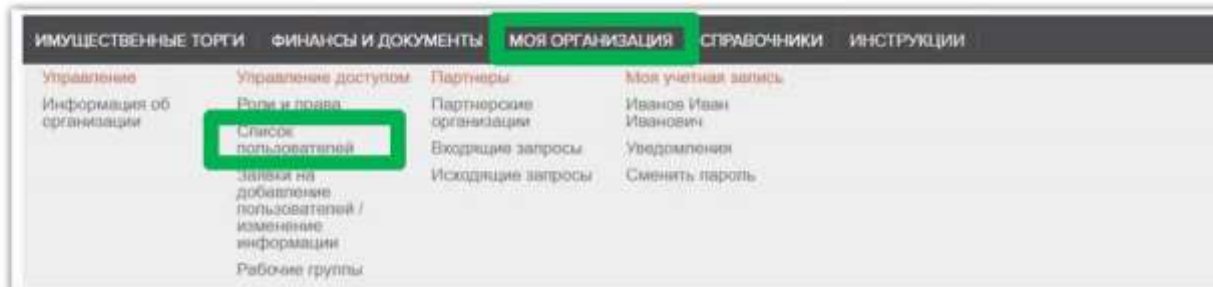 ИМУЩЕСТВЕННЫЕ ТОРГИ ФИНАНСЫ И ДОКУМЕНТЫ МОЯ ОРГАНИЗАЦИЯ СПРАВОЧНИКИ ИНСТРУКЦИИ
Управление
Информация об
организации
Управление доступом
Роли и права
Список
пользователей
Заявки на
добавление
пользователей /
изменение
информации
Рабочие группы
Партнеры
Партнерские
организации
Входящие запросы
Исходящие запросы
Моя учетная запись
Иванов Иван
Иванович
Уведомления
Сменить пароль